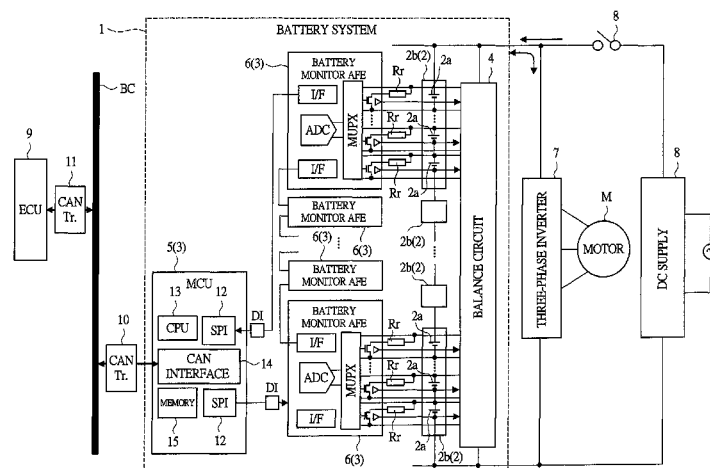 1
BATTERY SYSTEM
8
BC
9
11
ECU
CAN
Tr.
10
CAN
Tr.
BATTERY
MONITOR AFE
6(3)
I/F
ADC
I/F
MUPX
Rr
Rr
Rr
2b(2)
2a
2a
2a
4
BATTERY
MONITOR AFE
6(3)
6(3)
BATTERY
MONITOR AFE
2b(2)
2b(2)
BALANCE CIRCUIT
5(3)
MCU
13
12
CPU
SPI
DI
CAN
INTERFACE
14
MEMORY
SPI
DI
15
12
BATTERY
MONITOR AFE
I/F
ADC
I/F
MUPX
6(3)
Rr
Rr
Rr
2a
2a
2a
2b(2)
7
THREE-PHASE INVERTER
M
MOTOR
8
DC SUPPLY